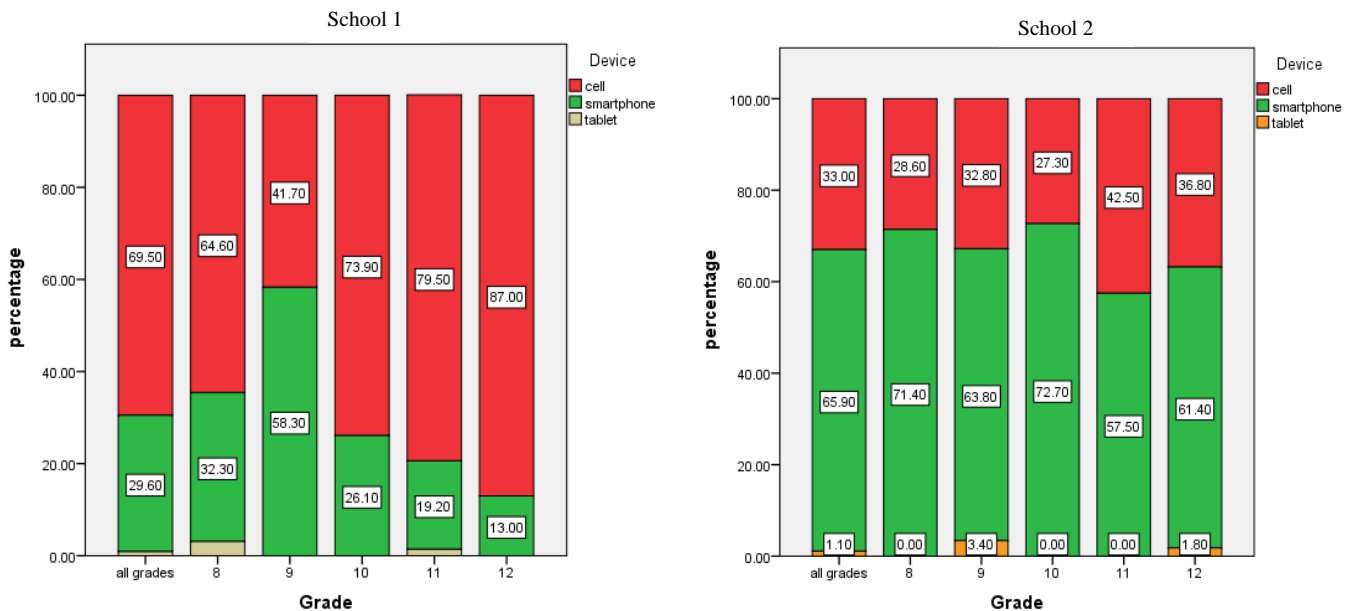 School 1
Device
cell
smartphone
tablet
100.00
80.00
60.00
40.00
20.00
0.00
percentage
69.50
29.60
64.60
32.30
41.70
58.30
73.90
26.10
79.50
19.20
87.00
13.00
all grades 8 9 10 11 12
Grade
School 2
Device
cell
smartphone
tablet
100.00
80.00
60.00
40.00
20.00
0.00
percentage
33.00
65.90
1.10
28.60
71.40
0.00
32.80
63.80
3.40
27.30
72.70
0.00
42.50
57.50
0.00
36.80
61.40
1.80
all grades 8 9 10 11 12
Grade